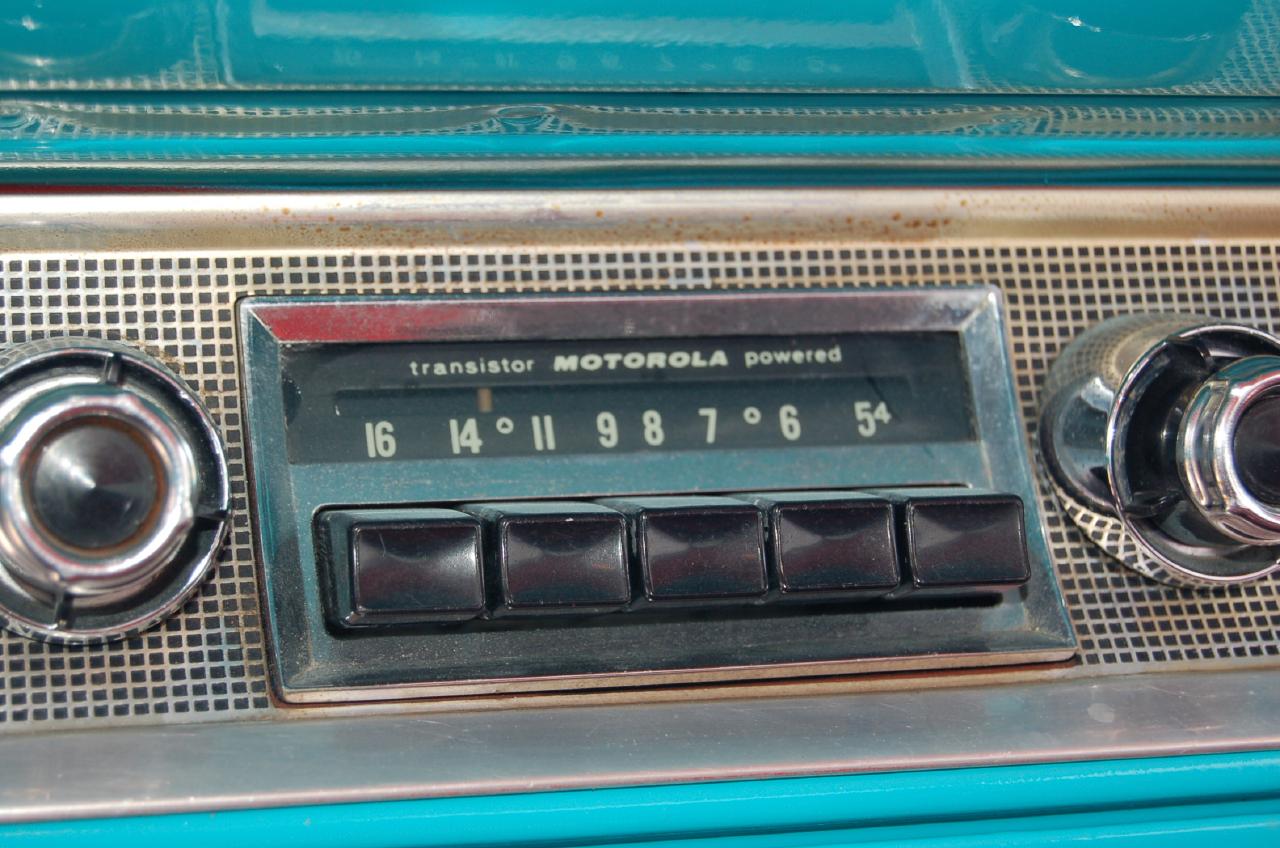 transistor MOTOROLA powered
16 14 ° 11 9 8 7 ° 6 54